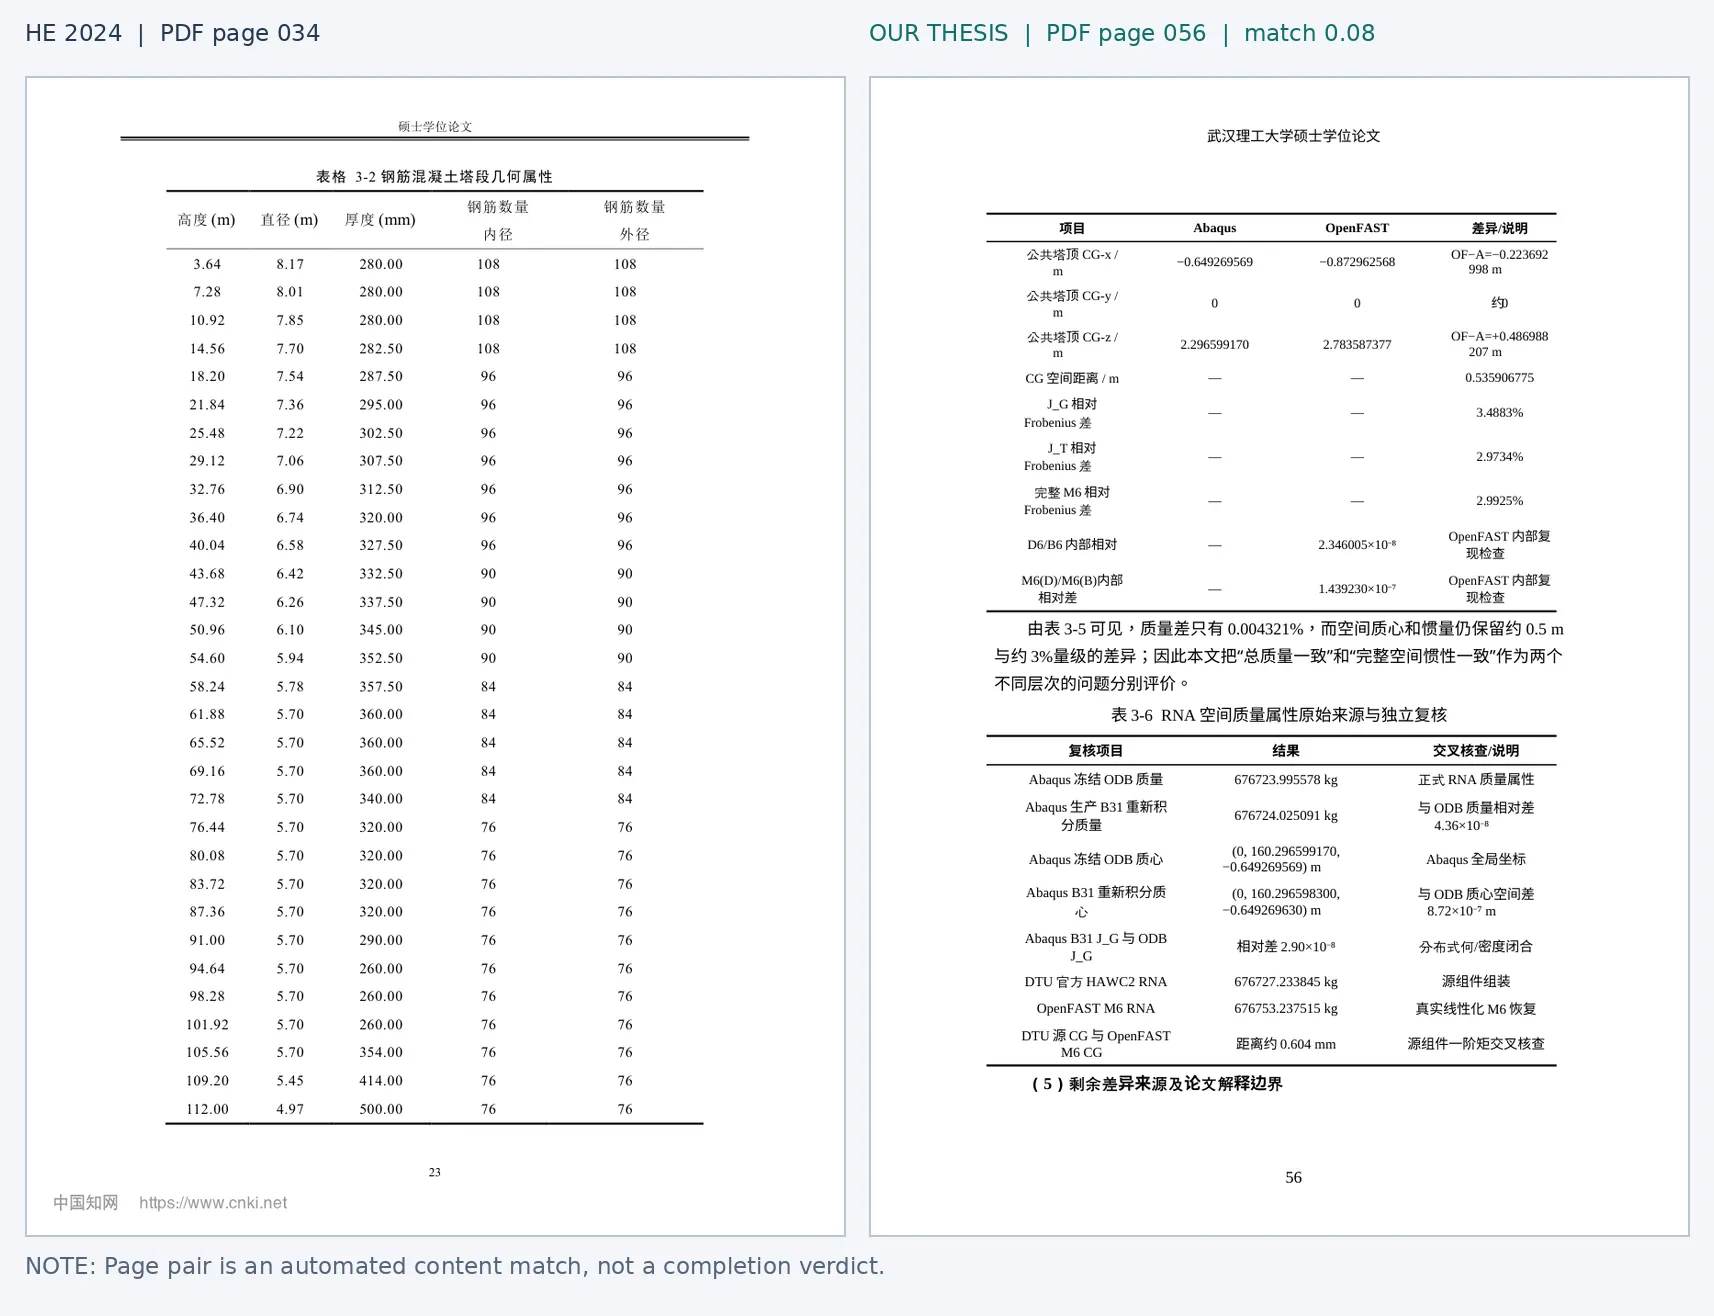 HE 2024 | PDF page 034
OUR THESIS | PDF page 056 | match 0.08
硕士学位论文
表格 3-2 钢筋混凝土塔段几何属性
高度 (m) 直径 (m) 厚度 (mm) 钢筋数量 内径 钢筋数量 外径
3.64 8.17 280.00 108 108
7.28 8.01 280.00 108 108
10.92 7.85 280.00 108 108
14.56 7.70 282.50 108 108
18.20 7.54 287.50 96 96
21.84 7.36 295.00 96 96
25.48 7.22 302.50 96 96
29.12 7.06 307.50 96 96
32.76 6.90 312.50 96 96
36.40 6.74 320.00 96 96
40.04 6.58 327.50 96 96
43.68 6.42 332.50 90 90
47.32 6.26 337.50 90 90
50.96 6.10 345.00 90 90
54.60 5.94 352.50 90 90
58.24 5.78 357.50 84 84
61.88 5.70 360.00 84 84
65.52 5.70 360.00 84 84
69.16 5.70 360.00 84 84
72.78 5.70 340.00 84 84
76.44 5.70 320.00 76 76
80.08 5.70 320.00 76 76
83.72 5.70 320.00 76 76
87.36 5.70 320.00 76 76
91.00 5.70 290.00 76 76
94.64 5.70 260.00 76 76
98.28 5.70 260.00 76 76
101.92 5.70 260.00 76 76
105.56 5.70 354.00 76 76
109.20 5.45 414.00 76 76
112.00 4.97 500.00 76 76
23
中国知网 https://www.cnki.net
武汉理工大学硕士学位论文
项目 Abaqus OpenFAST 差异/说明
公共塔顶 CG-x / m −0.649269569 −0.872962568 OF−A=−0.223692998 m
公共塔顶 CG-y / m 0 0 约0
公共塔顶 CG-z / m 2.296599170 2.783587377 OF−A=+0.486988207 m
CG 空间距离 / m — — 0.535906775
J_G 相对 Frobenius 差 — — 3.4883%
J_T 相对 Frobenius 差 — — 2.9734%
完整 M6 相对 Frobenius 差 — — 2.9925%
D6/B6 内部相对 — 2.346005×10⁻⁸ OpenFAST 内部复现检查
M6(D)/M6(B)内部相对差 — 1.439230×10⁻⁷ OpenFAST 内部复现检查
由表 3-5 可见，质量差只有 0.004321%，而空间质心和惯量仍保留约 0.5 m
与约 3%量级的差异；因此本文把“总质量一致”和“完整空间惯性一致”作为两个
不同层次的问题分别评价。
表 3-6 RNA 空间质量属性原始来源与独立复核
复核项目 结果 交叉核查/说明
Abaqus 冻结 ODB 质量 676723.995578 kg 正式 RNA 质量属性
Abaqus 生产 B31 重新积分质量 676724.025091 kg 与 ODB 质量相对差 4.36×10⁻⁸
Abaqus 冻结 ODB 质心 (0, 160.296599170, −0.649269569) m Abaqus 全局坐标
Abaqus B31 重新积分质心 (0, 160.296598300, −0.649269630) m 与 ODB 质心空间差 8.72×10⁻⁷ m
Abaqus B31 J_G 与 ODB J_G 相对差 2.90×10⁻⁸ 分布式何/密度闭合
DTU 官方 HAWC2 RNA 676727.233845 kg 源组件组装
OpenFAST M6 RNA 676753.237515 kg 真实线性化 M6 恢复
DTU 源 CG 与 OpenFAST M6 CG 距离约 0.604 mm 源组件一阶矩交叉核查
（5）剩余差异来源及论文解释边界
56
NOTE: Page pair is an automated content match, not a completion verdict.